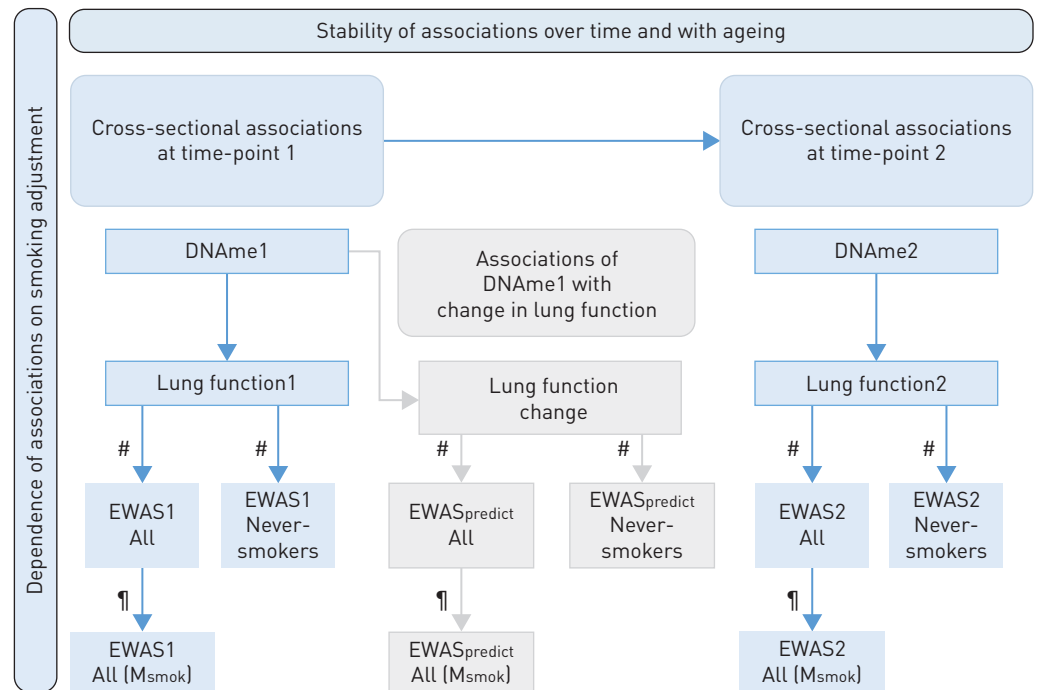 Stability of associations over time and with ageing
Dependence of associations on smoking adjustment
Cross-sectional associations
at time-point 1
Cross-sectional associations
at time-point 2
DNAme1
Associations of
DNAme1 with
change in lung function
DNAme2
Lung function1
Lung function
change
Lung function2
#
#
#
#
#
#
EWAS1
All
EWAS1
Never-
smokers
EWASpredict
All
EWASpredict
Never-
smokers
EWAS2
All
EWAS2
Never-
smokers
¶
¶
¶
EWAS1
All (Msmok)
EWASpredict
All (Msmok)
EWAS2
All (Msmok)